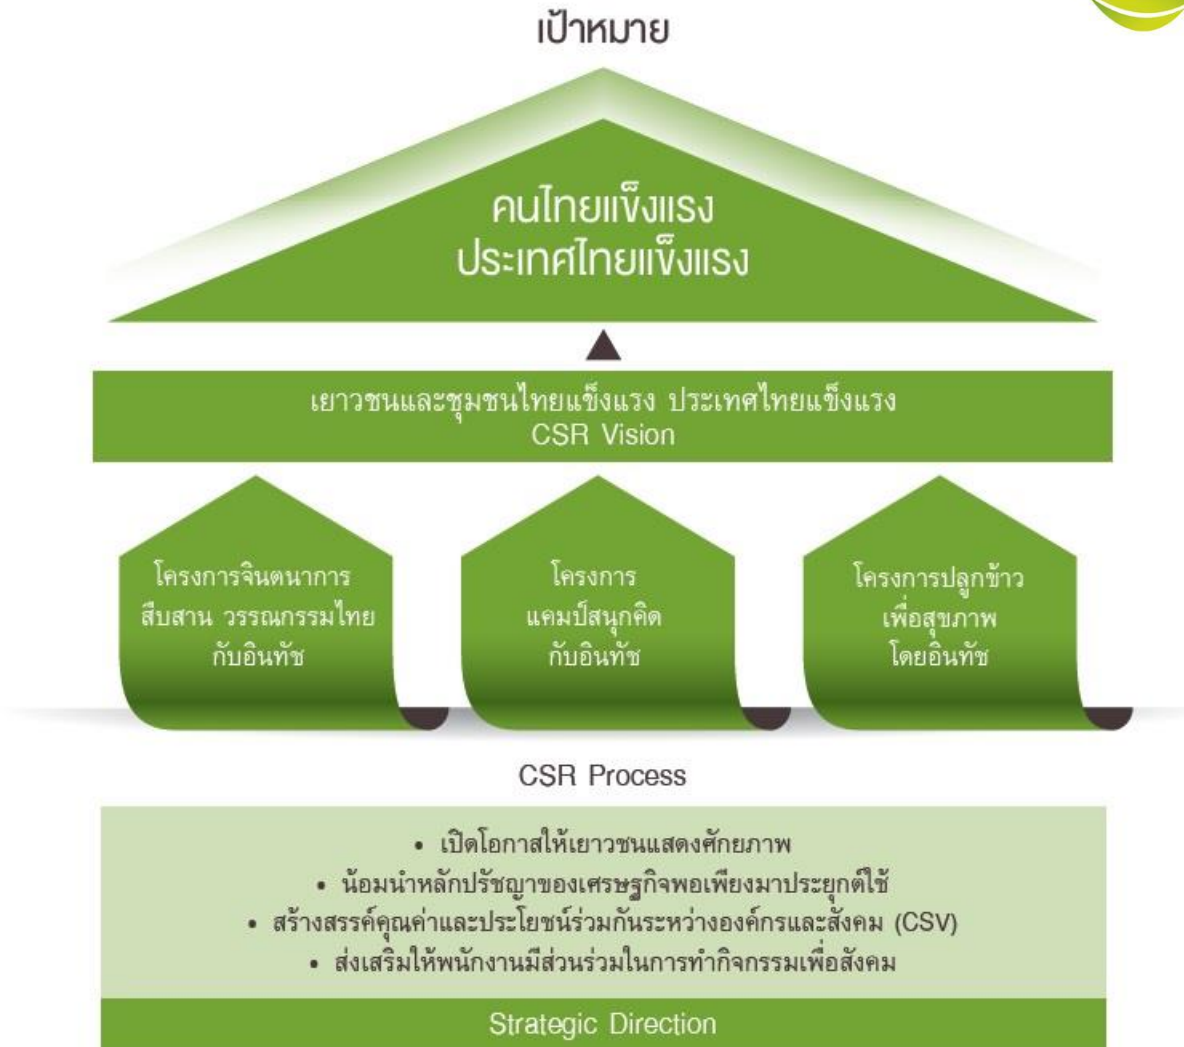 เป้าหมาย
คนไทยแข็งแรง
ประเทศไทยแข็งแรง
เยาวชนและชุมชนไทยแข็งแรง ประเทศไทยแข็งแรง
CSR Vision
โครงการจินตนาการ
สืบสาน วรรณกรรมไทย
กับอินทัช
โครงการ
แคมป์สนุกคิด
กับอินทัช
โครงการปลูกข้าว
เพื่อสุขภาพ
โดยอินทัช
CSR Process
• เปิดโอกาสให้เยาวชนแสดงศักยภาพ
• น้อมนำหลักปรัชญาของเศรษฐกิจพอเพียงมาประยุกต์ใช้
• สร้างสรรค์คุณค่าและประโยชน์ร่วมกันระหว่างองค์กรและสังคม (CSV)
• ส่งเสริมให้พนักงานมีส่วนร่วมในการทำกิจกรรมเพื่อสังคม
Strategic Direction